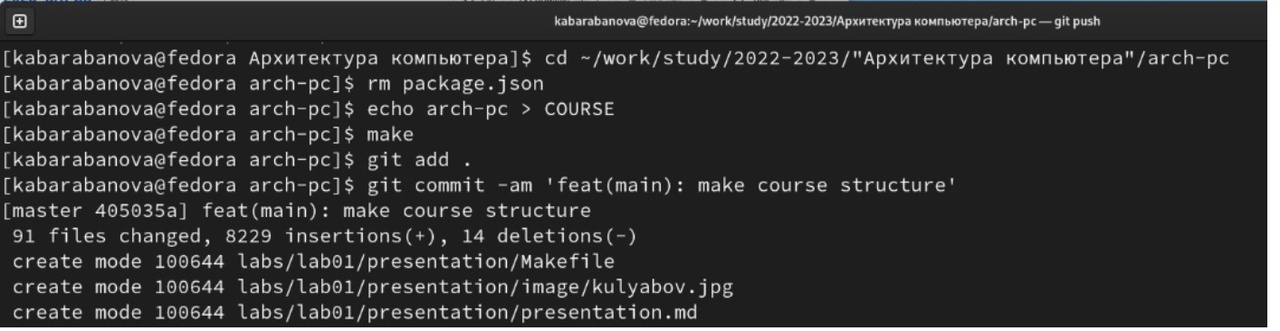 kabarabanova@fedora:~/work/study/2022-2023/Архитектура компьютера/arch-pc — git push
[kabarabanova@fedora Архитектура компьютера]$ cd ~/work/study/2022-2023/"Архитектура компьютера"/arch-pc
[kabarabanova@fedora arch-pc]$ rm package.json
[kabarabanova@fedora arch-pc]$ echo arch-pc > COURSE
[kabarabanova@fedora arch-pc]$ make
[kabarabanova@fedora arch-pc]$ git add .
[kabarabanova@fedora arch-pc]$ git commit -am 'feat(main): make course structure'
[master 405035a] feat(main): make course structure
 91 files changed, 8229 insertions(+), 14 deletions(-)
 create mode 100644 labs/lab01/presentation/Makefile
 create mode 100644 labs/lab01/presentation/image/kulyabov.jpg
 create mode 100644 labs/lab01/presentation/presentation.md